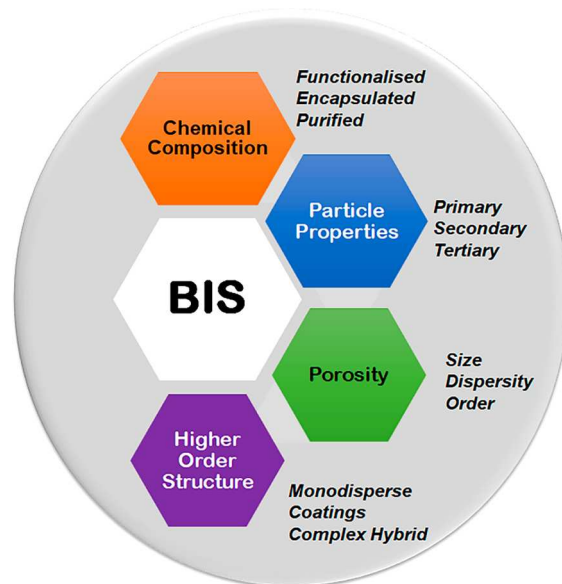 Chemical
Composition
Functionalised
Encapsulated
Purified
Particle
Properties
Primary
Secondary
Tertiary
BIS
Porosity
Size
Dispersity
Order
Higher
Order
Structure
Monodisperse
Coatings
Complex Hybrid